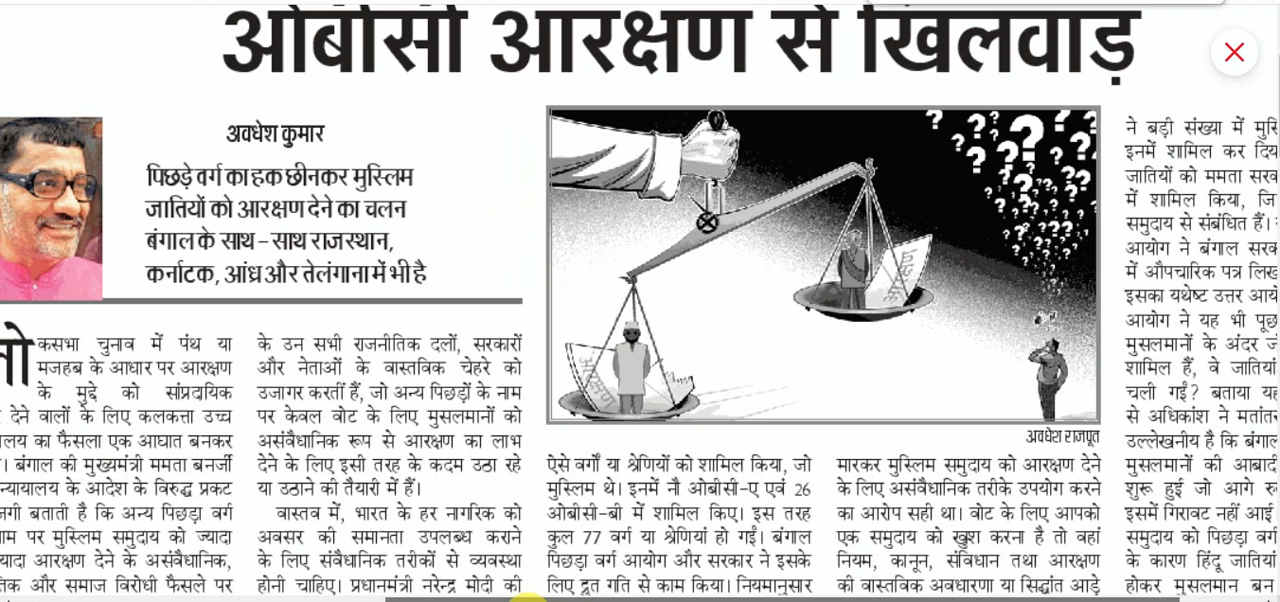 ओबीसी आरक्षण से खिलवाड़
अवधेश कुमार
पिछड़े वर्ग का हक छीनकर मुस्लिम
जातियों को आरक्षण देने का चलन
बंगाल के साथ-साथ राजस्थान,
कर्नाटक, आंध्र और तेलंगाना में भी है
कसभा चुनाव में पंथ या
मजहब के आधार पर आरक्षण
के मुद्दे को सांप्रदायिक
देने वालों के लिए कलकत्ता उच्च
लय का फैसला एक आघात बनकर
। बंगाल की मुख्यमंत्री ममता बनर्जी
न्यायालय के आदेश के विरुद्ध प्रकट
जगी बताती है कि अन्य पिछड़ा वर्ग
म पर मुस्लिम समुदाय को ज्यादा
यादा आरक्षण देने के असंवैधानिक,
तिक और समाज विरोधी फैसले पर
के उन सभी राजनीतिक दलों, सरकारों
और नेताओं के वास्तविक चेहरे को
उजागर करतीं हैं, जो अन्य पिछड़ों के नाम
पर केवल वोट के लिए मुसलमानों को
असंवैधानिक रूप से आरक्षण का लाभ
देने के लिए इसी तरह के कदम उठा रहे
या उठाने की तैयारी में हैं।
वास्तव में, भारत के हर नागरिक को
अवसर की समानता उपलब्ध कराने
के लिए संवैधानिक तरीकों से व्यवस्था
होनी चाहिए। प्रधानमंत्री नरेन्द्र मोदी की
आरक्षण
आरक्षण
अवधेश राजपूत
ऐसे वर्गों या श्रेणियों को शामिल किया, जो
मुस्लिम थे। इनमें नौ ओबीसी-ए एवं 26
ओबीसी-बी में शामिल किए। इस तरह
कुल 77 वर्ग या श्रेणियां हो गईं। बंगाल
पिछड़ा वर्ग आयोग और सरकार ने इसके
लिए द्रुत गति से काम किया। नियमानुसार
मारकर मुस्लिम समुदाय को आरक्षण देने
के लिए असंवैधानिक तरीके उपयोग करने
का आरोप सही था। वोट के लिए आपको
एक समुदाय को खुश करना है तो वहां
नियम, कानून, संविधान तथा आरक्षण
की वास्तविक अवधारणा या सिद्धांत आड़े
ने बड़ी संख्या में मुसि
इनमें शामिल कर दिय
जातियों को ममता सरक
में शामिल किया, जि
समुदाय से संबंधित हैं।
आयोग ने बंगाल सरक
में औपचारिक पत्र लिख
इसका यथेष्ट उत्तर आयो
आयोग ने यह भी पूछ
मुसलमानों के अंदर ज
शामिल हैं, वे जातियां
चली गईं? बताया यह
से अधिकांश ने मतांतर
उल्लेखनीय है कि बंगाल
मुसलमानों की आबादी
शुरू हुई जो आगे रु
इसमें गिरावट नहीं आई
समुदाय को पिछड़ा वर्ग
के कारण हिंदू जातियां
होकर मुसलमान बन